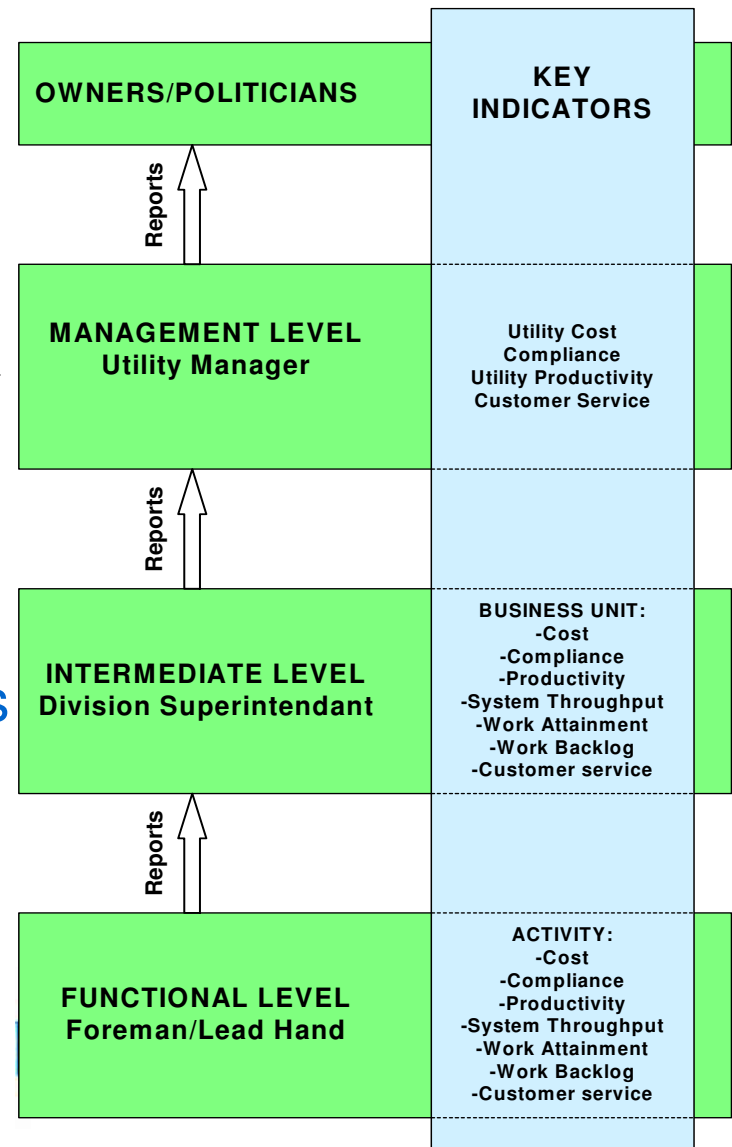 OWNERS/POLITICIANS
KEY
INDICATORS
Reports
MANAGEMENT LEVEL
Utility Manager
Utility Cost
Compliance
Utility Productivity
Customer Service
Reports
INTERMEDIATE LEVEL
Division Superintendant
BUSINESS UNIT:
-Cost
-Compliance
-Productivity
-System Throughput
-Work Attainment
-Work Backlog
-Customer service
s
Reports
FUNCTIONAL LEVEL
Foreman/Lead Hand
ACTIVITY:
-Cost
-Compliance
-Productivity
-System Throughput
-Work Attainment
-Work Backlog
-Customer service